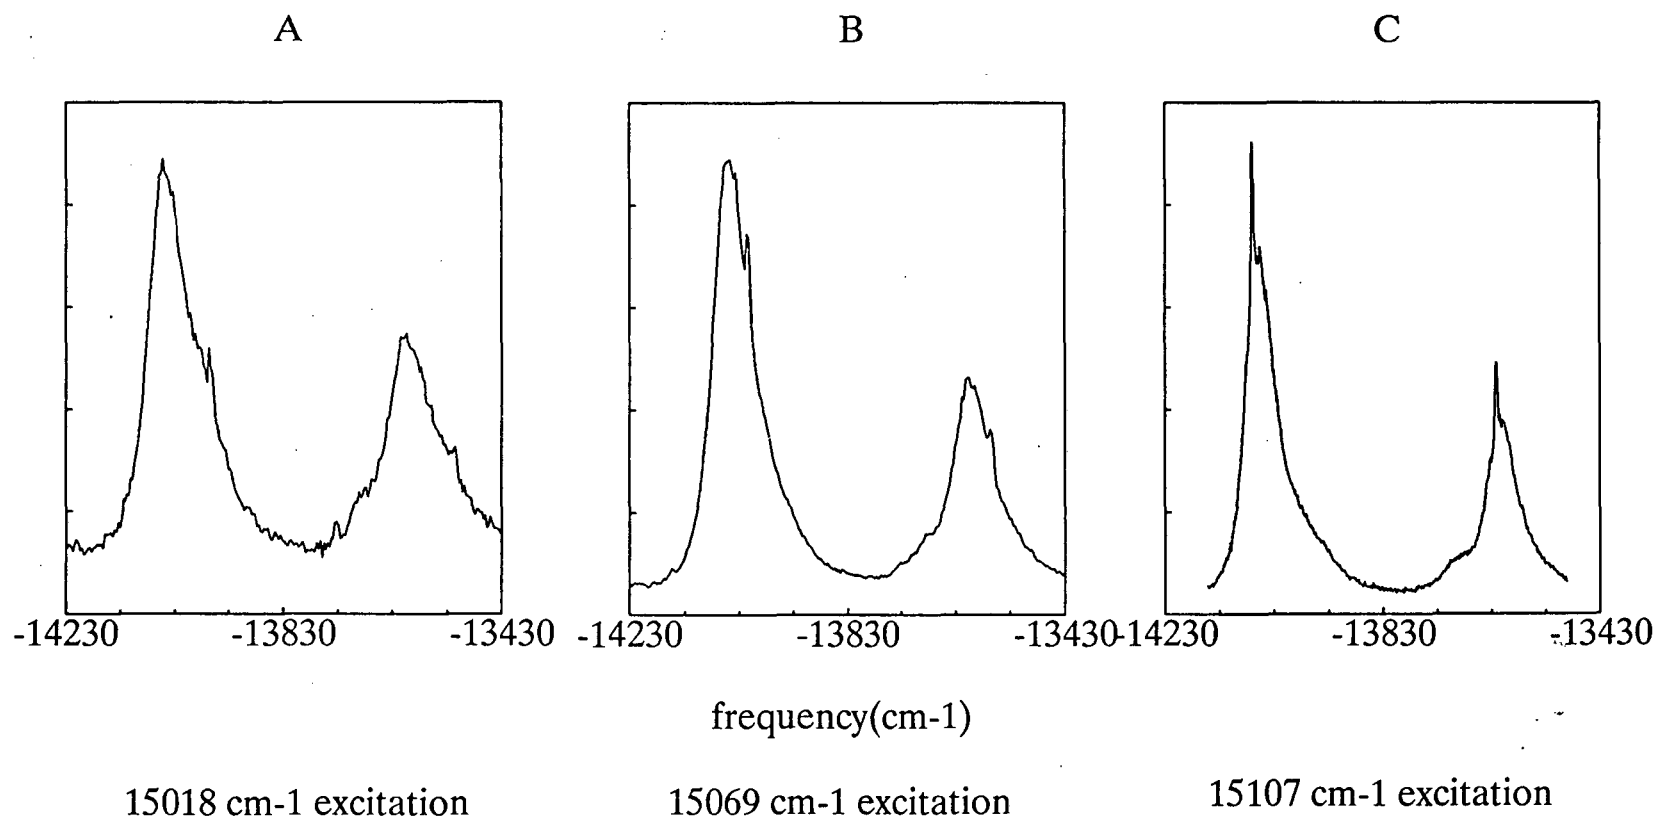 A B C
-14230 -13830 -13430 -14230 -13830 -13430 -14230 -13830 -13430
frequency(cm-1)
15018 cm-1 excitation 15069 cm-1 excitation 15107 cm-1 excitation